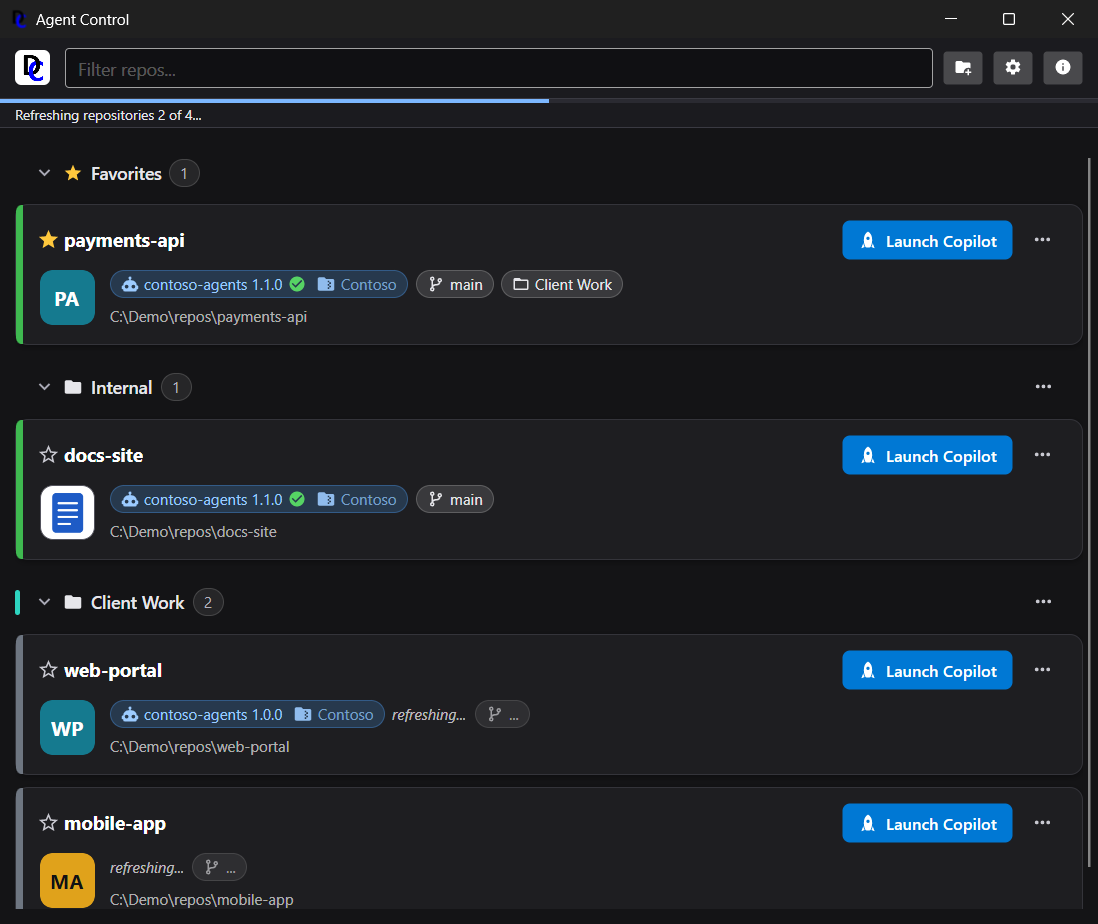 Agent Control
DC
Filter repos...
Refreshing repositories 2 of 4...
Favorites 1
payments-api
Launch Copilot
PA
contoso-agents 1.1.0 Contoso main Client Work
C:\Demo\repos\payments-api
Internal 1
docs-site
Launch Copilot
contoso-agents 1.1.0 Contoso main
C:\Demo\repos\docs-site
Client Work 2
web-portal
Launch Copilot
WP
contoso-agents 1.0.0 Contoso refreshing... ...
C:\Demo\repos\web-portal
mobile-app
Launch Copilot
MA
refreshing... ...
C:\Demo\repos\mobile-app